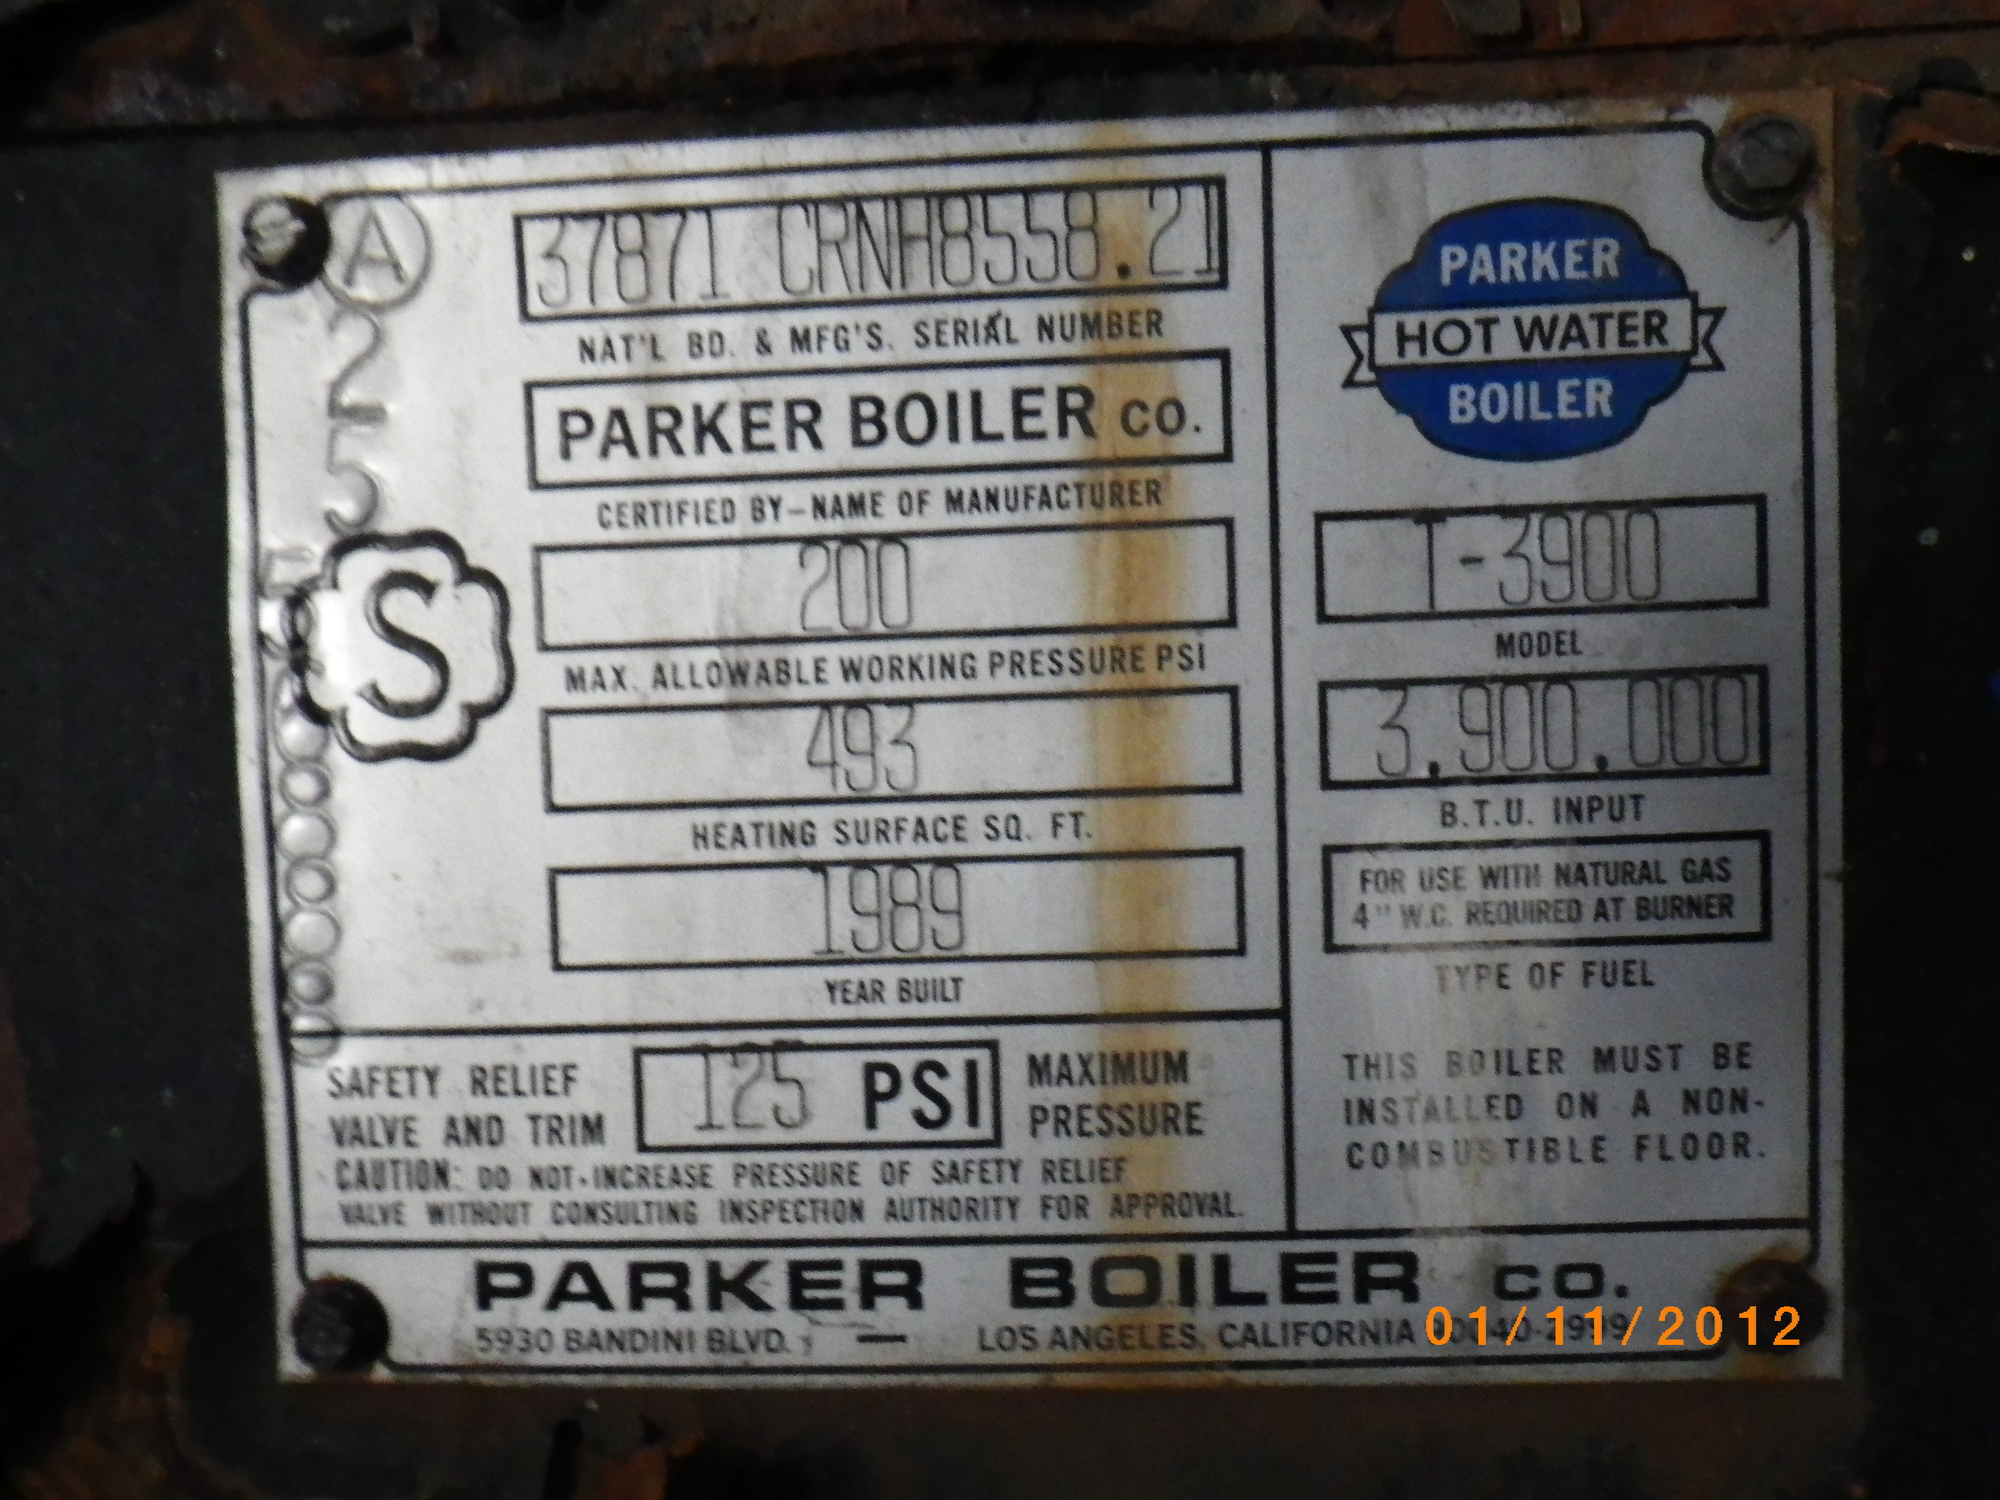 A
2
5
S
37871 CRNH8558.21
NAT'L BD. & MFG'S. SERIAL NUMBER
PARKER BOILER CO.
CERTIFIED BY—NAME OF MANUFACTURER
200
MAX. ALLOWABLE WORKING PRESSURE PSI
493
HEATING SURFACE SQ. FT.
1989
YEAR BUILT
SAFETY RELIEF
VALVE AND TRIM
125 PSI
MAXIMUM
PRESSURE
CAUTION: DO NOT INCREASE PRESSURE OF SAFETY RELIEF
VALVE WITHOUT CONSULTING INSPECTION AUTHORITY FOR APPROVAL.
PARKER
HOT WATER
BOILER
T-3900
MODEL
3.900.000
B.T.U. INPUT
FOR USE WITH NATURAL GAS
4" W.C. REQUIRED AT BURNER
TYPE OF FUEL
THIS BOILER MUST BE
INSTALLED ON A NON-
COMBUSTIBLE FLOOR.
PARKER BOILER CO.
5930 BANDINI BLVD. — LOS ANGELES, CALIFORNIA
01/11/2012